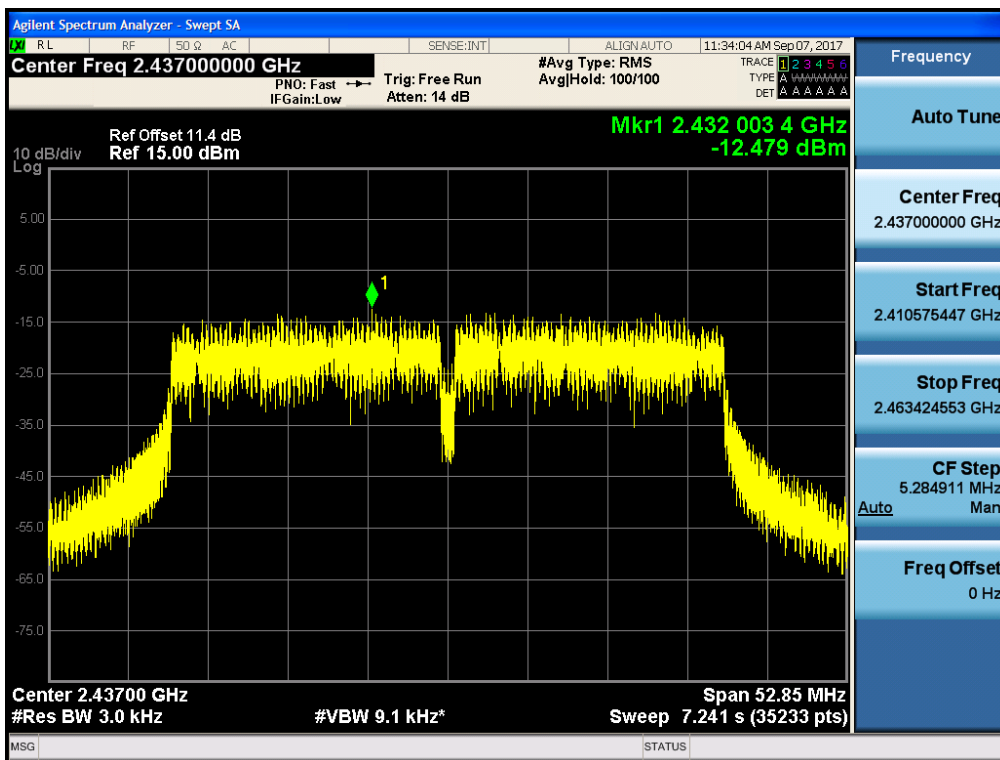 Agilent Spectrum Analyzer - Swept SA
LXI RL RF 50 Ω AC SENSE:INT ALIGNAUTO 11:34:04 AM Sep 07, 2017
Center Freq 2.437000000 GHz
PNO: Fast
IFGain:Low
Trig: Free Run
Atten: 14 dB
#Avg Type: RMS
Avg|Hold: 100/100
TRACE 1 2 3 4 5 6
TYPE A WWWWWWW
DET A A A A A A
Mkr1 2.432 003 4 GHz
-12.479 dBm
Ref Offset 11.4 dB
10 dB/div Ref 15.00 dBm
Log
5.00
-5.00
-15.0
-25.0
-35.0
-45.0
-55.0
-65.0
-75.0
1
Center 2.43700 GHz Span 52.85 MHz
#Res BW 3.0 kHz #VBW 9.1 kHz* Sweep 7.241 s (35233 pts)
MSG STATUS
Frequency
Auto Tune
Center Freq
2.437000000 GHz
Start Freq
2.410575447 GHz
Stop Freq
2.463424553 GHz
CF Step
5.284911 MHz
Auto Man
Freq Offset
0 Hz